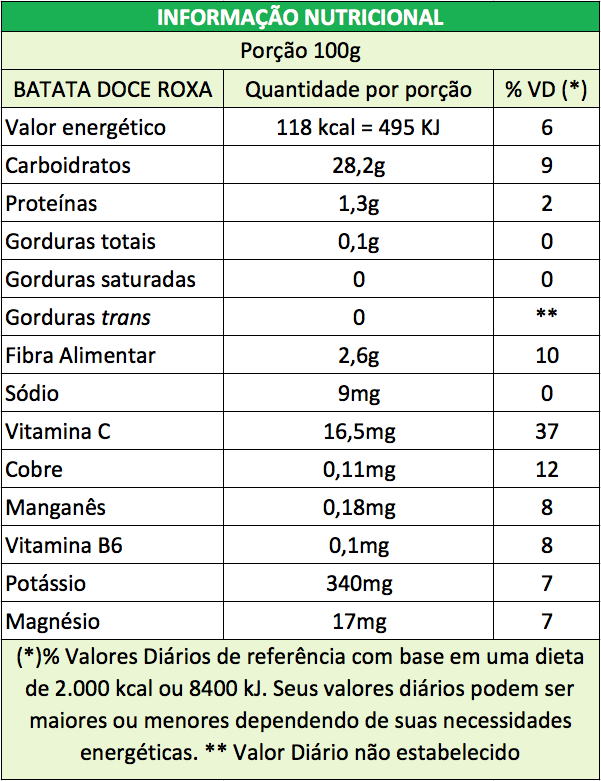 INFORMAÇÃO NUTRICIONAL
Porção 100g
BATATA DOCE ROXA Quantidade por porção % VD (*)
Valor energético 118 kcal = 495 KJ 6
Carboidratos 28,2g 9
Proteínas 1,3g 2
Gorduras totais 0,1g 0
Gorduras saturadas 0 0
Gorduras trans 0 **
Fibra Alimentar 2,6g 10
Sódio 9mg 0
Vitamina C 16,5mg 37
Cobre 0,11mg 12
Manganês 0,18mg 8
Vitamina B6 0,1mg 8
Potássio 340mg 7
Magnésio 17mg 7
(*)% Valores Diários de referência com base em uma dieta
de 2.000 kcal ou 8400 kJ. Seus valores diários podem ser
maiores ou menores dependendo de suas necessidades
energéticas. ** Valor Diário não estabelecido